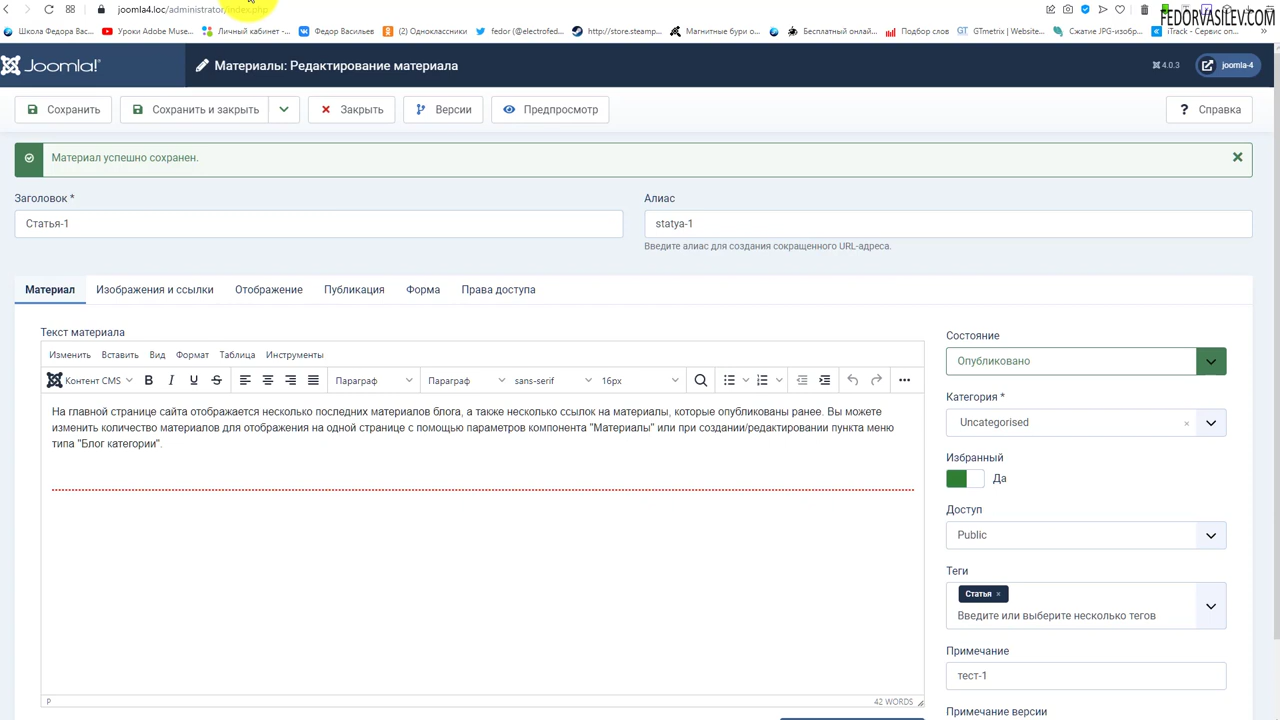 joomla4.loc/administrator/index.php
88
FEDORVASILEV.COM
Школа Федора Вас...
Уроки Adobe Muse...
Личный кабинет -...
Федор Васильев
(2) Одноклассники
fedor (@electrofed...
http://store.steamp...
Магнитные бури о...
Бесплатный онлай...
Подбор слов
GTmetrix | Website...
Сжатие JPG-изобр...
iTrack - Сервис оп...
»
Joomla!®
Материалы: Редактирование материала
4.0.3
joomla-4
Сохранить
Сохранить и закрыть
Закрыть
Версии
Предпросмотр
? Справка
Материал успешно сохранен.
Заголовок *
Алиас
Статья-1
statya-1
Введите алиас для создания сокращенного URL-адреса.
Материал
Изображения и ссылки
Отображение
Публикация
Форма
Права доступа
Текст материала
Изменить
Вставить
Вид
Формат
Таблица
Инструменты
Контент CMS
B
I
U
S
Параграф
Параграф
sans-serif
16px
На главной странице сайта отображается несколько последних материалов блога, а также несколько ссылок на материалы, которые опубликованы ранее. Вы можете
изменить количество материалов для отображения на одной странице с помощью параметров компонента "Материалы" или при создании/редактировании пункта меню
типа "Блог категории".
P
42 WORDS
Состояние
Опубликовано
Категория *
Uncategorised
×
Избранный
Да
Доступ
Public
Теги
Статья ×
Введите или выберите несколько тегов
Примечание
тест-1
Примечание версии